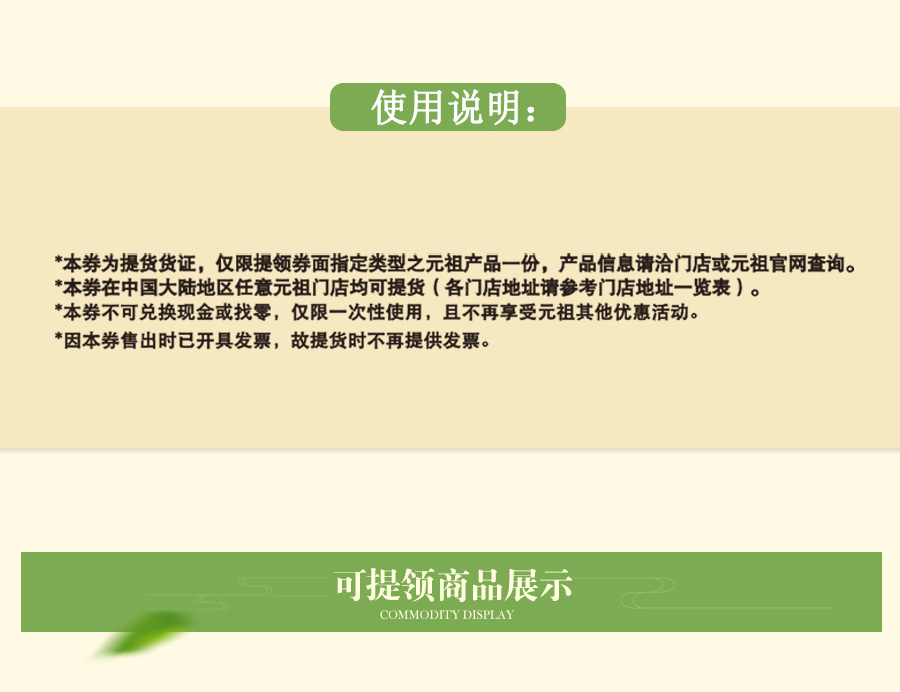 使用说明：
*本券为提货货证，仅限提领券面指定类型之元祖产品一份，产品信息请洽门店或元祖官网查询。
*本券在中国大陆地区任意元祖门店均可提货（各门店地址请参考门店地址一览表）。
*本券不可兑换现金或找零，仅限一次性使用，且不再享受元祖其他优惠活动。
*因本券售出时已开具发票，故提货时不再提供发票。
可提领商品展示
COMMODITY DISPLAY